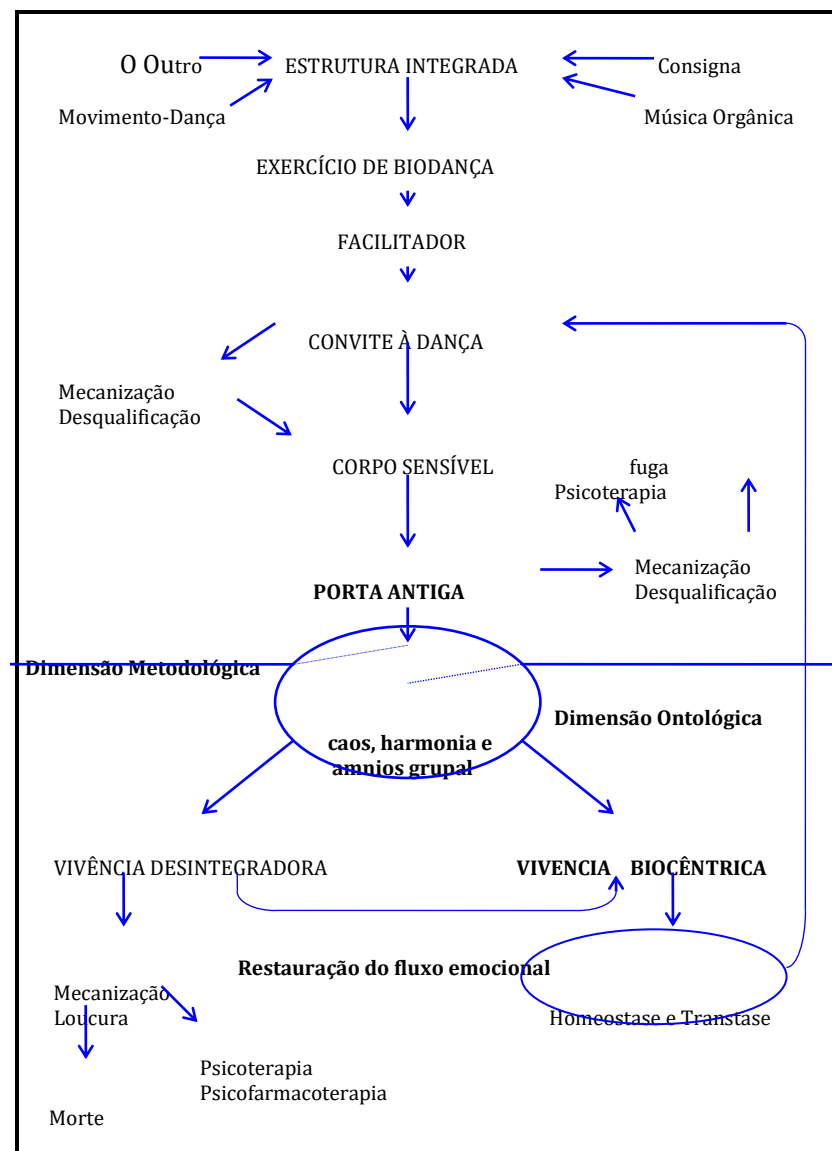 O Outro ESTRUTURA INTEGRADA Consigna
Movimento-Dança Música Orgânica
EXERCÍCIO DE BIODANÇA
FACILITADOR
CONVITE À DANÇA
Mecanização
Desqualificação
CORPO SENSÍVEL fuga
Psicoterapia
Mecanização
PORTA ANTIGA Desqualificação
Dimensão Metodológica
Dimensão Ontológica
caos, harmonia e
amnios grupal
VIVÊNCIA DESINTEGRADORA VIVENCIA BIOCÊNTRICA
Restauração do fluxo emocional
Mecanização
Loucura Homeostase e Transtase
Psicoterapia
Psicofarmacoterapia
Morte